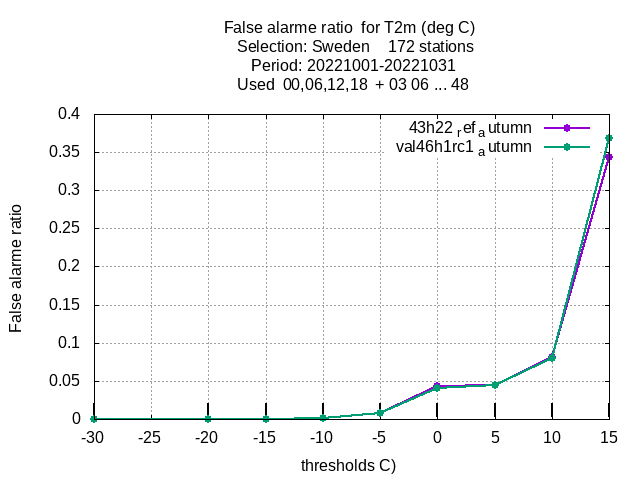 False alarme ratio  for T2m (deg C)
Selection: Sweden    172 stations
Period: 20221001-20221031
Used  00,06,12,18  + 03 06 ... 48
0.4
0.35
0.3
0.25
0.2
0.15
0.1
0.05
0
False alarme ratio
43h22 ref a utumn
val46h1rc1 a utumn
-30 -25 -20 -15 -10 -5 0 5 10 15
thresholds C)